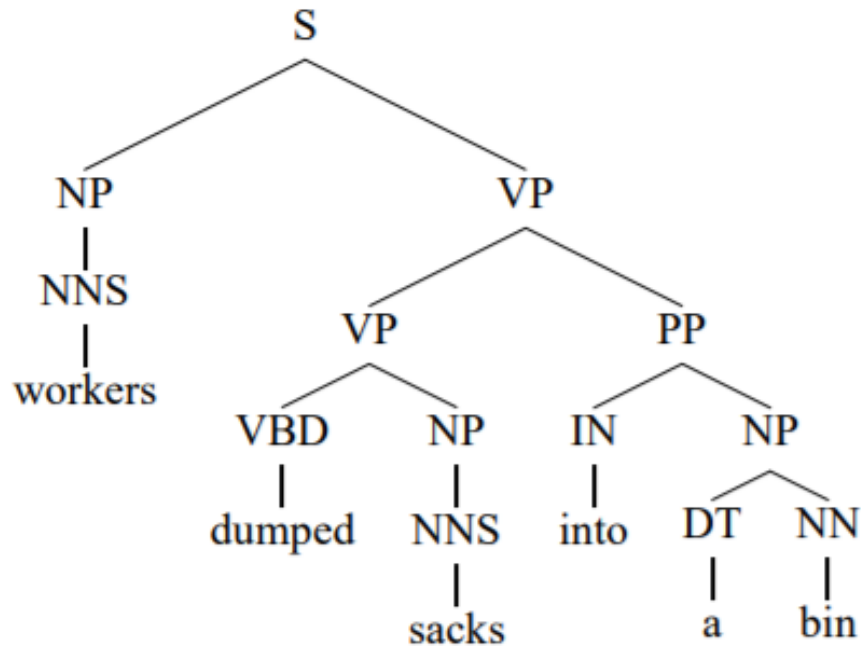 S
NP VP
NNS VP PP
workers VBD NP IN NP
dumped NNS into DT NN
sacks a bin